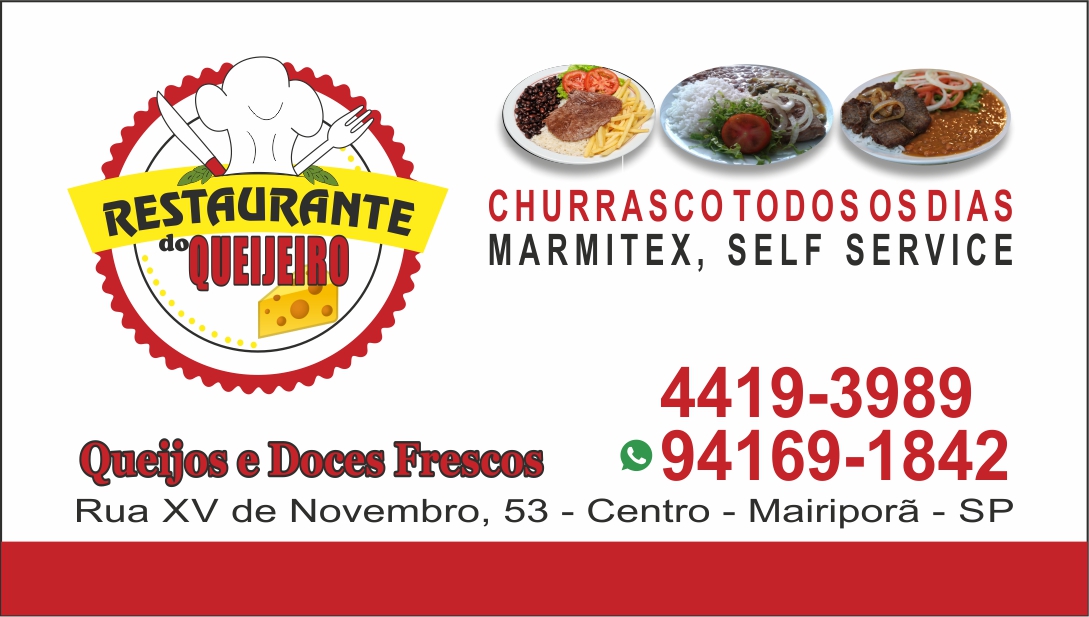 RESTAURANTE
do QUEIJEIRO
CHURRASCO TODOS OS DIAS
MARMITEX, SELF SERVICE
4419-3989
94169-1842
Queijos e Doces Frescos
Rua XV de Novembro, 53 - Centro - Mairiporã - SP